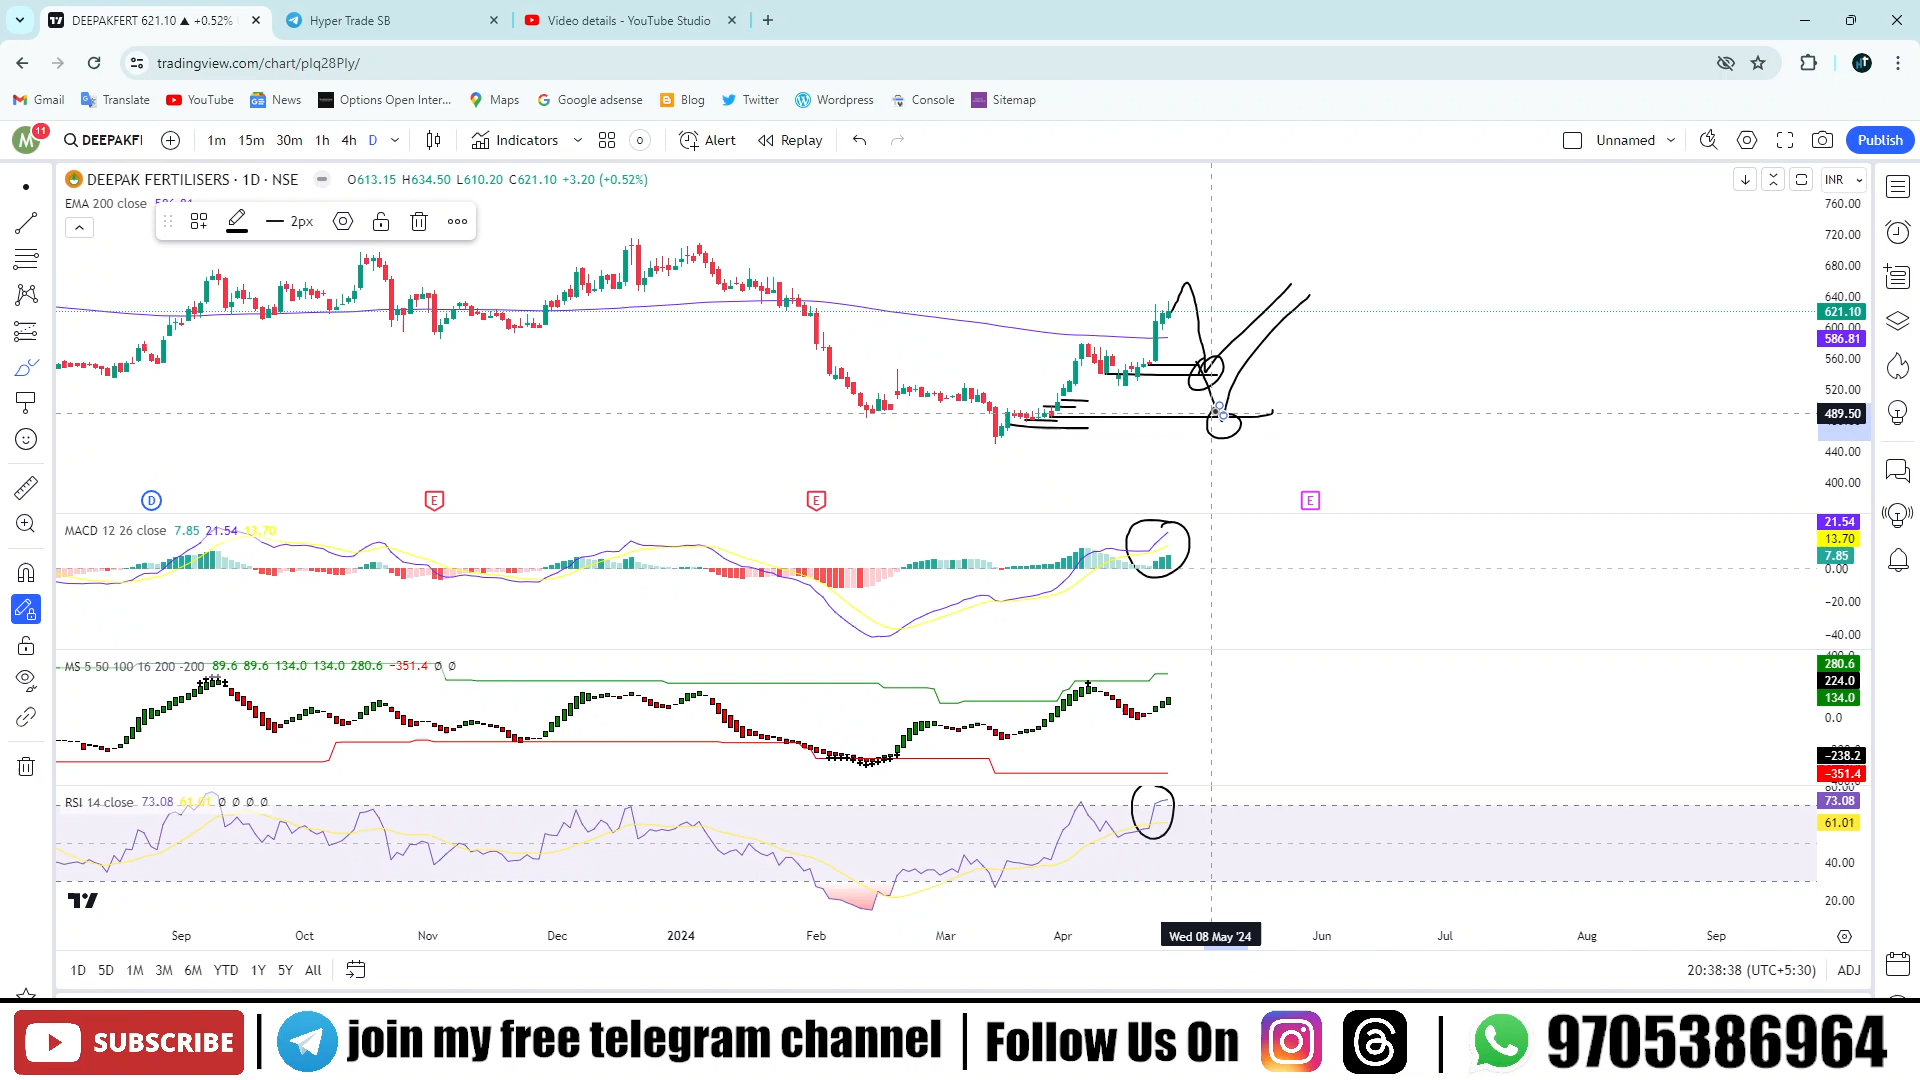 DEEPAKFERT 621.10 ▲ +0.52%
Hyper Trade SB
Video details - YouTube Studio
tradingview.com/chart/pIq28Ply/
Gmail Translate YouTube News Options Open Inter... Maps Google adsense Blog Twitter Wordpress Console Sitemap
M 11 DEEPAKFI 1m 15m 30m 1h 4h D Indicators Alert Replay Unnamed Publish
DEEPAK FERTILISERS · 1D · NSE O613.15 H634.50 L610.20 C621.10 +3.20 (+0.52%)
INR
EMA 200 close
2px
760.00
720.00
680.00
640.00
621.10
600.00
586.81
560.00
520.00
489.50
440.00
400.00
D E E E
MACD 12 26 close 7.85 21.54 13.70
21.54
13.70
7.85
0.00
−20.00
−40.00
MS 5 50 100 16 200 -200 89.6 89.6 134.0 134.0 280.6 −351.4 Ø Ø
280.6
224.0
134.0
0.0
−238.2
−351.4
RSI 14 close 73.08 61.01 Ø Ø Ø Ø
80.00
73.08
61.01
40.00
20.00
Sep Oct Nov Dec 2024 Feb Mar Apr Wed 08 May '24 Jun Jul Aug Sep
1D 5D 1M 3M 6M YTD 1Y 5Y All
20:38:38 (UTC+5:30) ADJ
SUBSCRIBE | join my free telegram channel | Follow Us On | 9705386964